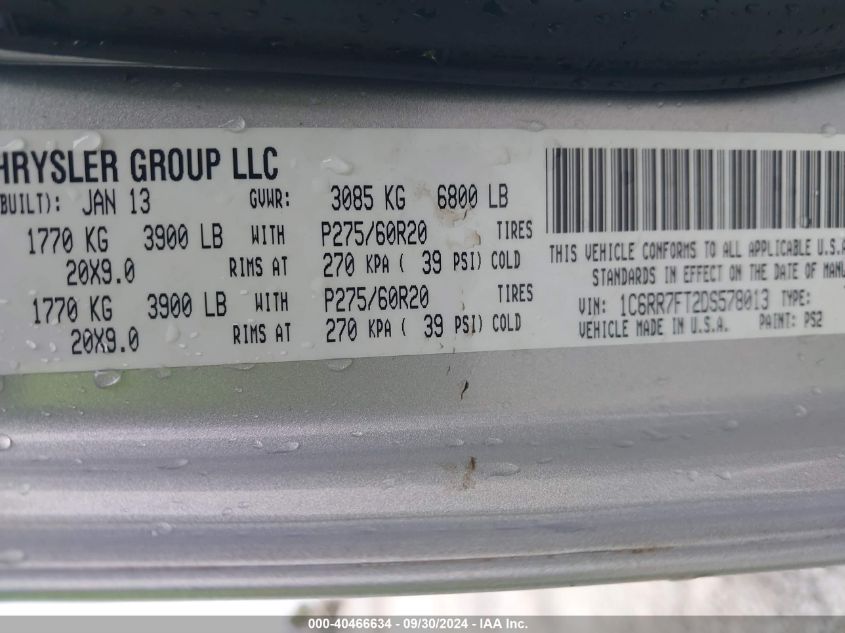 HRYSLER GROUP LLC
BUILT): JAN 13 GVWR: 3085 KG 6800 LB
1770 KG 3900 LB WITH P275/60R20 TIRES
20X9.0 RIMS AT 270 KPA ( 39 PSI) COLD
1770 KG 3900 LB WITH P275/60R20 TIRES
20X9.0 RIMS AT 270 KPA ( 39 PSI) COLD
THIS VEHICLE CONFORMS TO ALL APPLICABLE U.S.A
STANDARDS IN EFFECT ON THE DATE OF MANU
VIN: 1C6RR7FT2DS578013 TYPE:
VEHICLE MADE IN U.S.A. PAINT: PS2
000-40466634 - 09/30/2024 - IAA Inc.